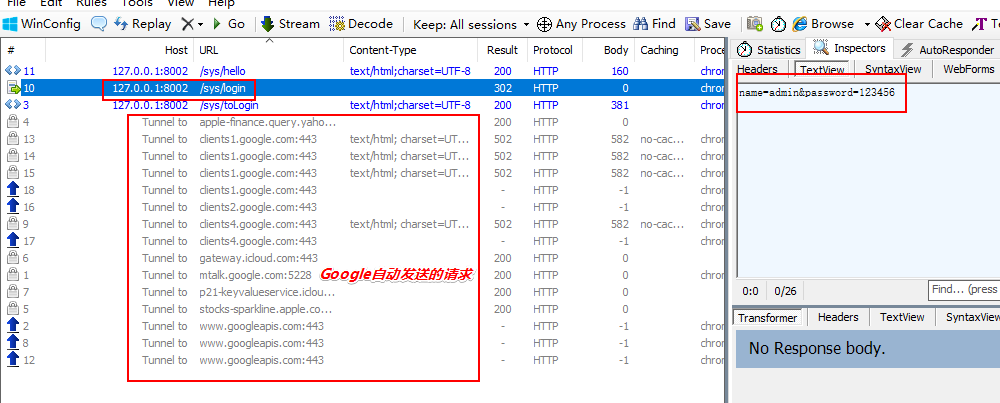 File Edit Rules Tools View Help
WinConfig Replay Go Stream Decode Keep: All sessions Any Process Find Save Browse Clear Cache T
# Host URL Content-Type Result Protocol Body Caching Proce
11 127.0.0.1:8002 /sys/hello text/html;charset=UTF-8 200 HTTP 160 chrom
10 127.0.0.1:8002 /sys/login 302 HTTP 0 chrom
3 127.0.0.1:8002 /sys/toLogin text/html;charset=UTF-8 200 HTTP 381 chrom
4 Tunnel to apple-finance.query.yaho... 200 HTTP 0
13 Tunnel to clients1.google.com:443 text/html; charset=UT... 502 HTTP 582 no-cac... chrom
14 Tunnel to clients1.google.com:443 text/html; charset=UT... 502 HTTP 582 no-cac... chrom
15 Tunnel to clients1.google.com:443 text/html; charset=UT... 502 HTTP 582 no-cac... chrom
18 Tunnel to clients1.google.com:443 - HTTP -1 chrom
16 Tunnel to clients2.google.com:443 - HTTP -1 chrom
9 Tunnel to clients4.google.com:443 text/html; charset=UT... 502 HTTP 582 no-cac... chrom
17 Tunnel to clients4.google.com:443 - HTTP -1 chrom
6 Tunnel to gateway.icloud.com:443 200 HTTP 0
1 Tunnel to mtalk.google.com:5228 200 HTTP 0 chrom
Google自动发送的请求
7 Tunnel to p21-keyvalueservice.iclou... 200 HTTP 0
5 Tunnel to stocks-sparkline.apple.co... 200 HTTP 0
2 Tunnel to www.googleapis.com:443 - HTTP -1 chrom
8 Tunnel to www.googleapis.com:443 - HTTP -1 chrom
12 Tunnel to www.googleapis.com:443 - HTTP -1 chrom
Statistics Inspectors AutoResponder
Headers TextView SyntaxView WebForms
name=admin&password=123456
0:0 0/26 Find... (press
Transformer Headers TextView SyntaxView
No Response body.